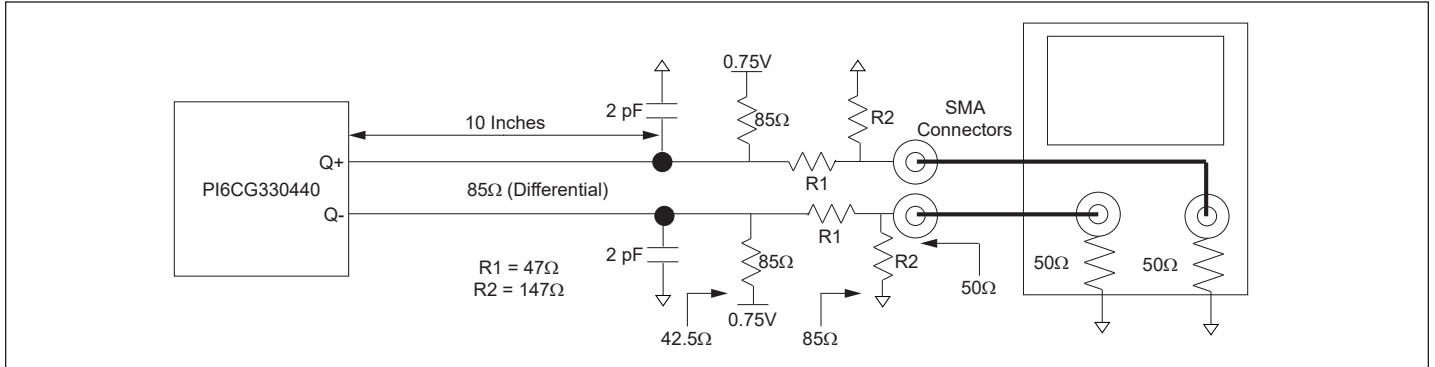 0.75V
2 pF
85Ω
R2
SMA
Connectors
10 Inches
Q+
R1
PI6CG330440
85Ω (Differential)
Q-
R1
2 pF
85Ω
R2
50Ω
50Ω
R1 = 47Ω
R2 = 147Ω
50Ω
0.75V
42.5Ω
85Ω